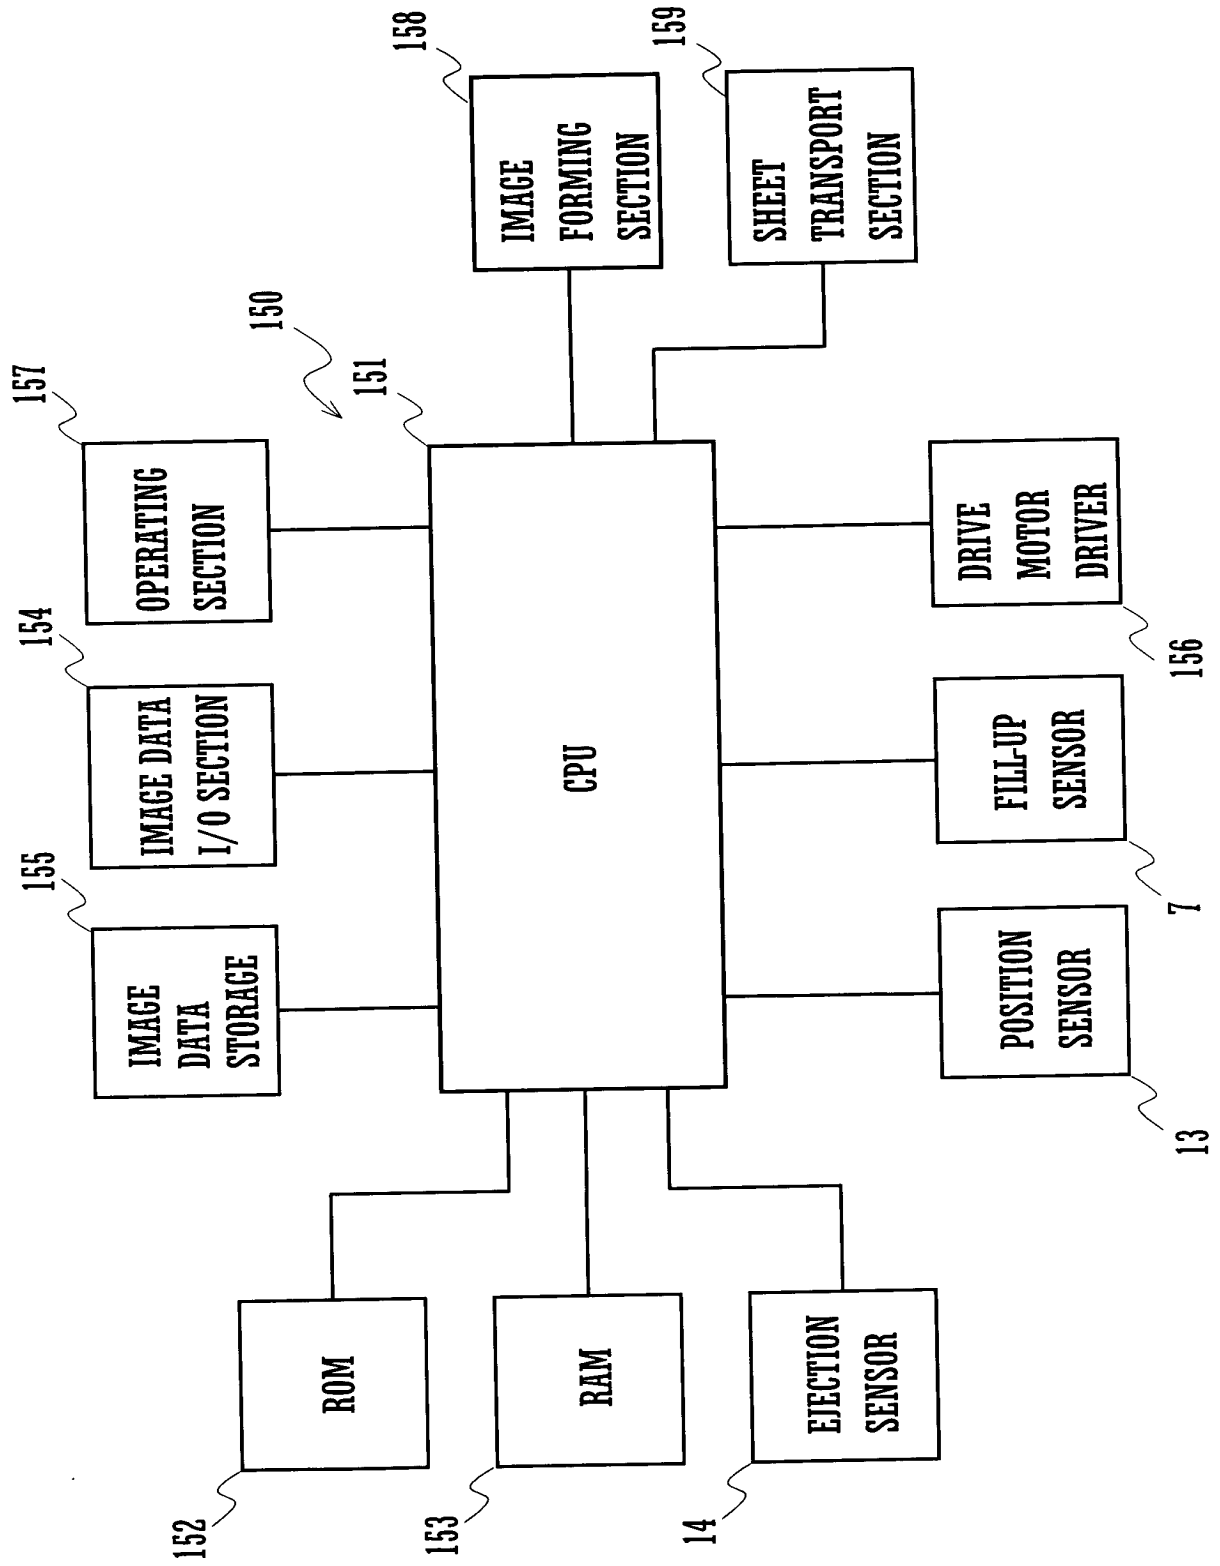 155
IMAGE
DATA
STORAGE
154
IMAGE DATA
I/O SECTION
157
OPERATING
SECTION
150
151
CPU
152
ROM
153
RAM
14
EJECTION
SENSOR
158
IMAGE
FORMING
SECTION
159
SHEET
TRANSPORT
SECTION
POSITION
SENSOR
13
FILL-UP
SENSOR
7
DRIVE
MOTOR
DRIVER
156